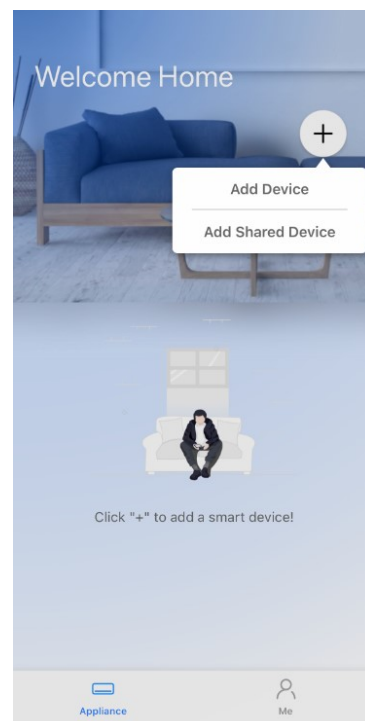 Welcome Home
+
Add Device
Add Shared Device
Click "+" to add a smart device!
Appliance
Me